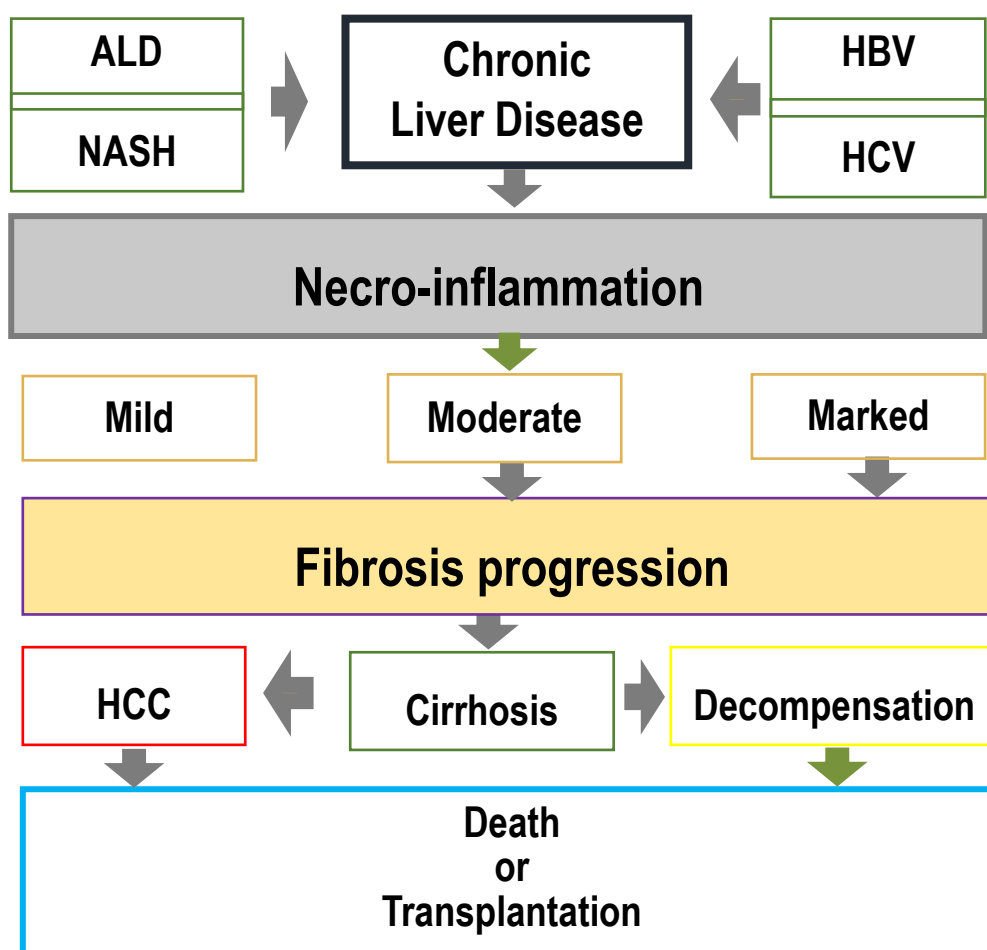 ALD
Chronic
Liver Disease
HBV
NASH
HCV
Necro-inflammation
Mild
Moderate
Marked
Fibrosis progression
HCC
Cirrhosis
Decompensation
Death
or
Transplantation